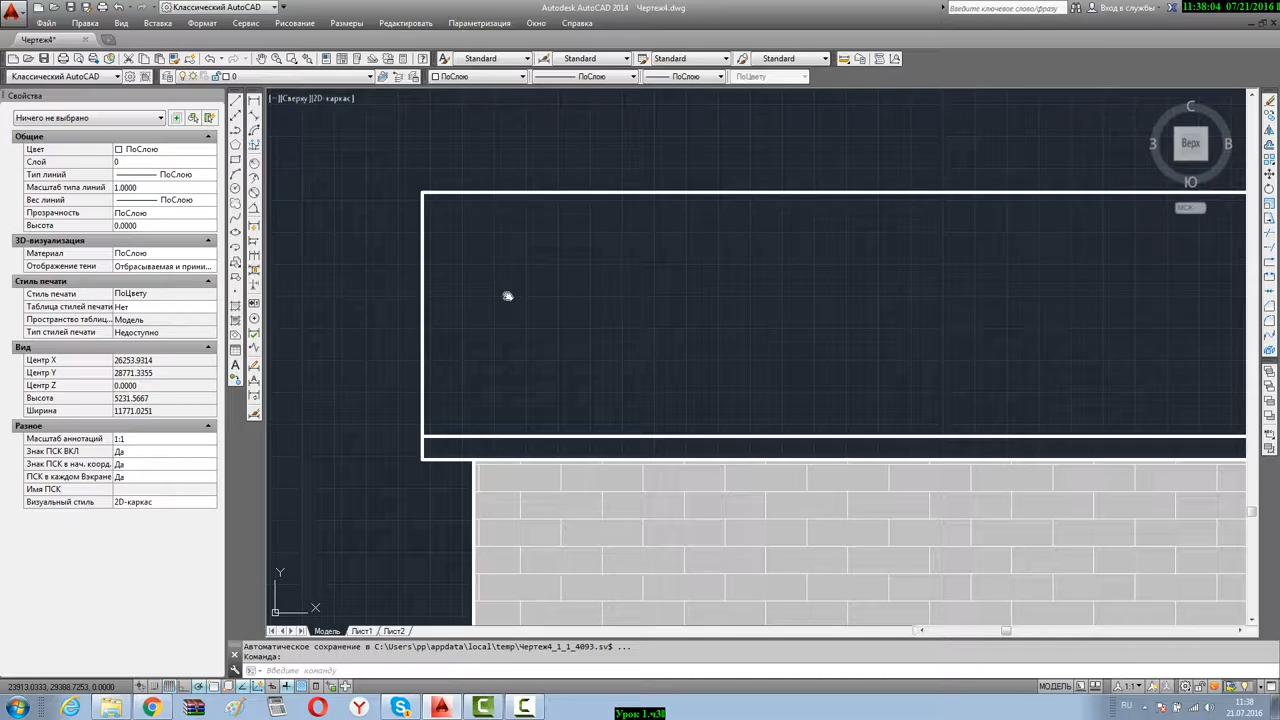 Классический AutoCAD
Autodesk AutoCAD 2014 Чертеж4.dwg
Введите ключевое слово/фразу
Вход в службы
11:38:04 07/21/2016
Файл Правка Вид Вставка Формат Сервис Рисование Размеры Редактировать Параметризация Окно Справка
Чертеж4*
Standard Standard Standard Standard
Классический AutoCAD 0 ПоСлою ПоСлою ПоСлою ПоЦвету
Свойства
[−][Сверху][2D-каркас]
Ничего не выбрано
Общие
Цвет ПоСлою
Слой 0
Тип линий ПоСлою
Масштаб типа линий 1.0000
Вес линий ПоСлою
Прозрачность ПоСлою
Высота 0.0000
3D-визуализация
Материал ПоСлою
Отображение тени Отбрасываемая и прини...
Стиль печати
Стиль печати ПоЦвету
Таблица стилей печати Нет
Пространство таблиц... Модель
Тип стилей печати Недоступно
Вид
Центр X 26253.9314
Центр Y 28771.3355
Центр Z 0.0000
Высота 5231.5667
Ширина 11771.0251
Разное
Масштаб аннотаций 1:1
Знак ПСК ВКЛ Да
Знак ПСК в нач. коорд. Да
ПСК в каждом Вэкране Да
Имя ПСК
Визуальный стиль 2D-каркас
С
З Верх В
Ю
МСК
Y
X
Модель Лист1 Лист2
Автоматическое сохранение в C:\Users\pp\appdata\local\temp\Чертеж4_1_1_4093.sv$ ...
Команда:
Введите команду
23913.0333, 29388.7253, 0.0000
МОДЕЛЬ
1:1
RU
11:38
21.07.2016
Урок 1.ч38